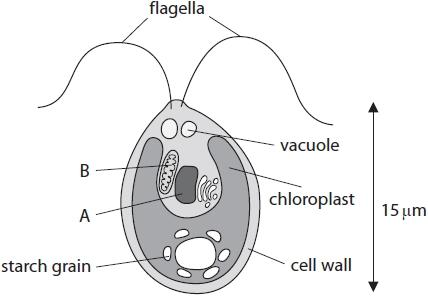 flagella
vacuole
B
chloroplast
A
15 μm
starch grain
cell wall